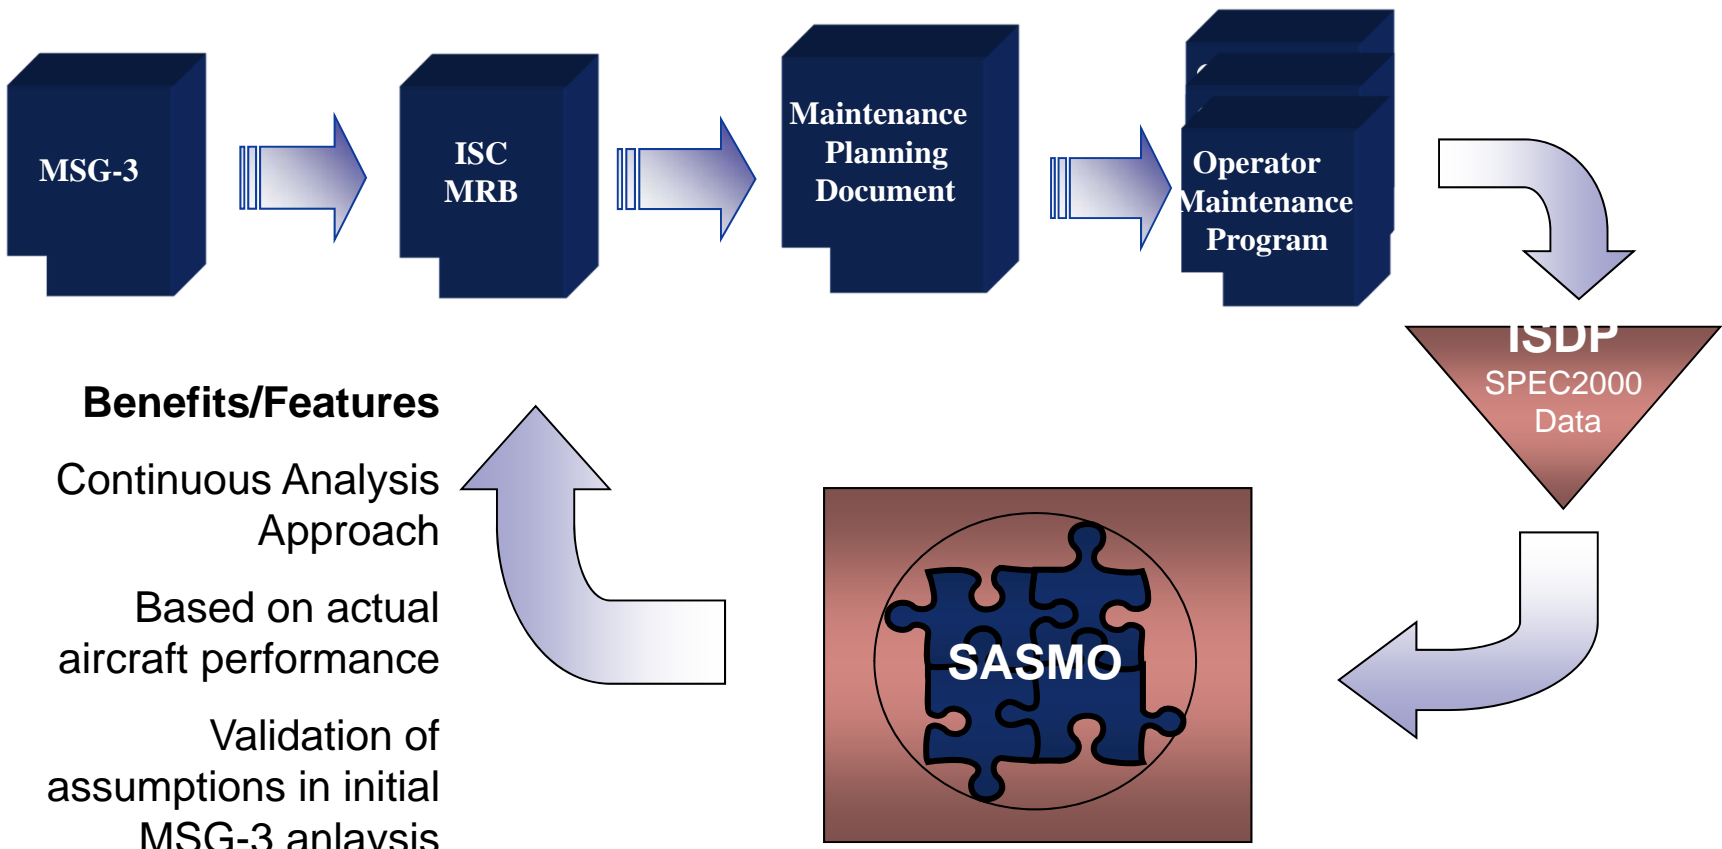 MSG-3
ISC
MRB
Maintenance
Planning
Document
Operator
Maintenance
Program
ISDP
SPEC2000
Data
Benefits/Features
Continuous Analysis
Approach
Based on actual
aircraft performance
Validation of
assumptions in initial
MSG-3 anlaysis
SASMO